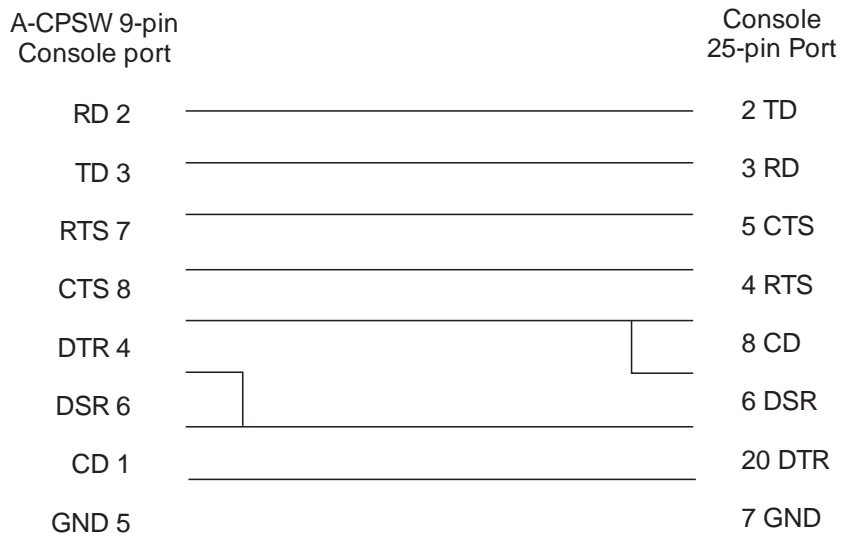 A-CPSW 9-pin
Console port
Console
25-pin Port
RD 2
2 TD
TD 3
3 RD
RTS 7
5 CTS
CTS 8
4 RTS
DTR 4
8 CD
DSR 6
6 DSR
CD 1
20 DTR
GND 5
7 GND